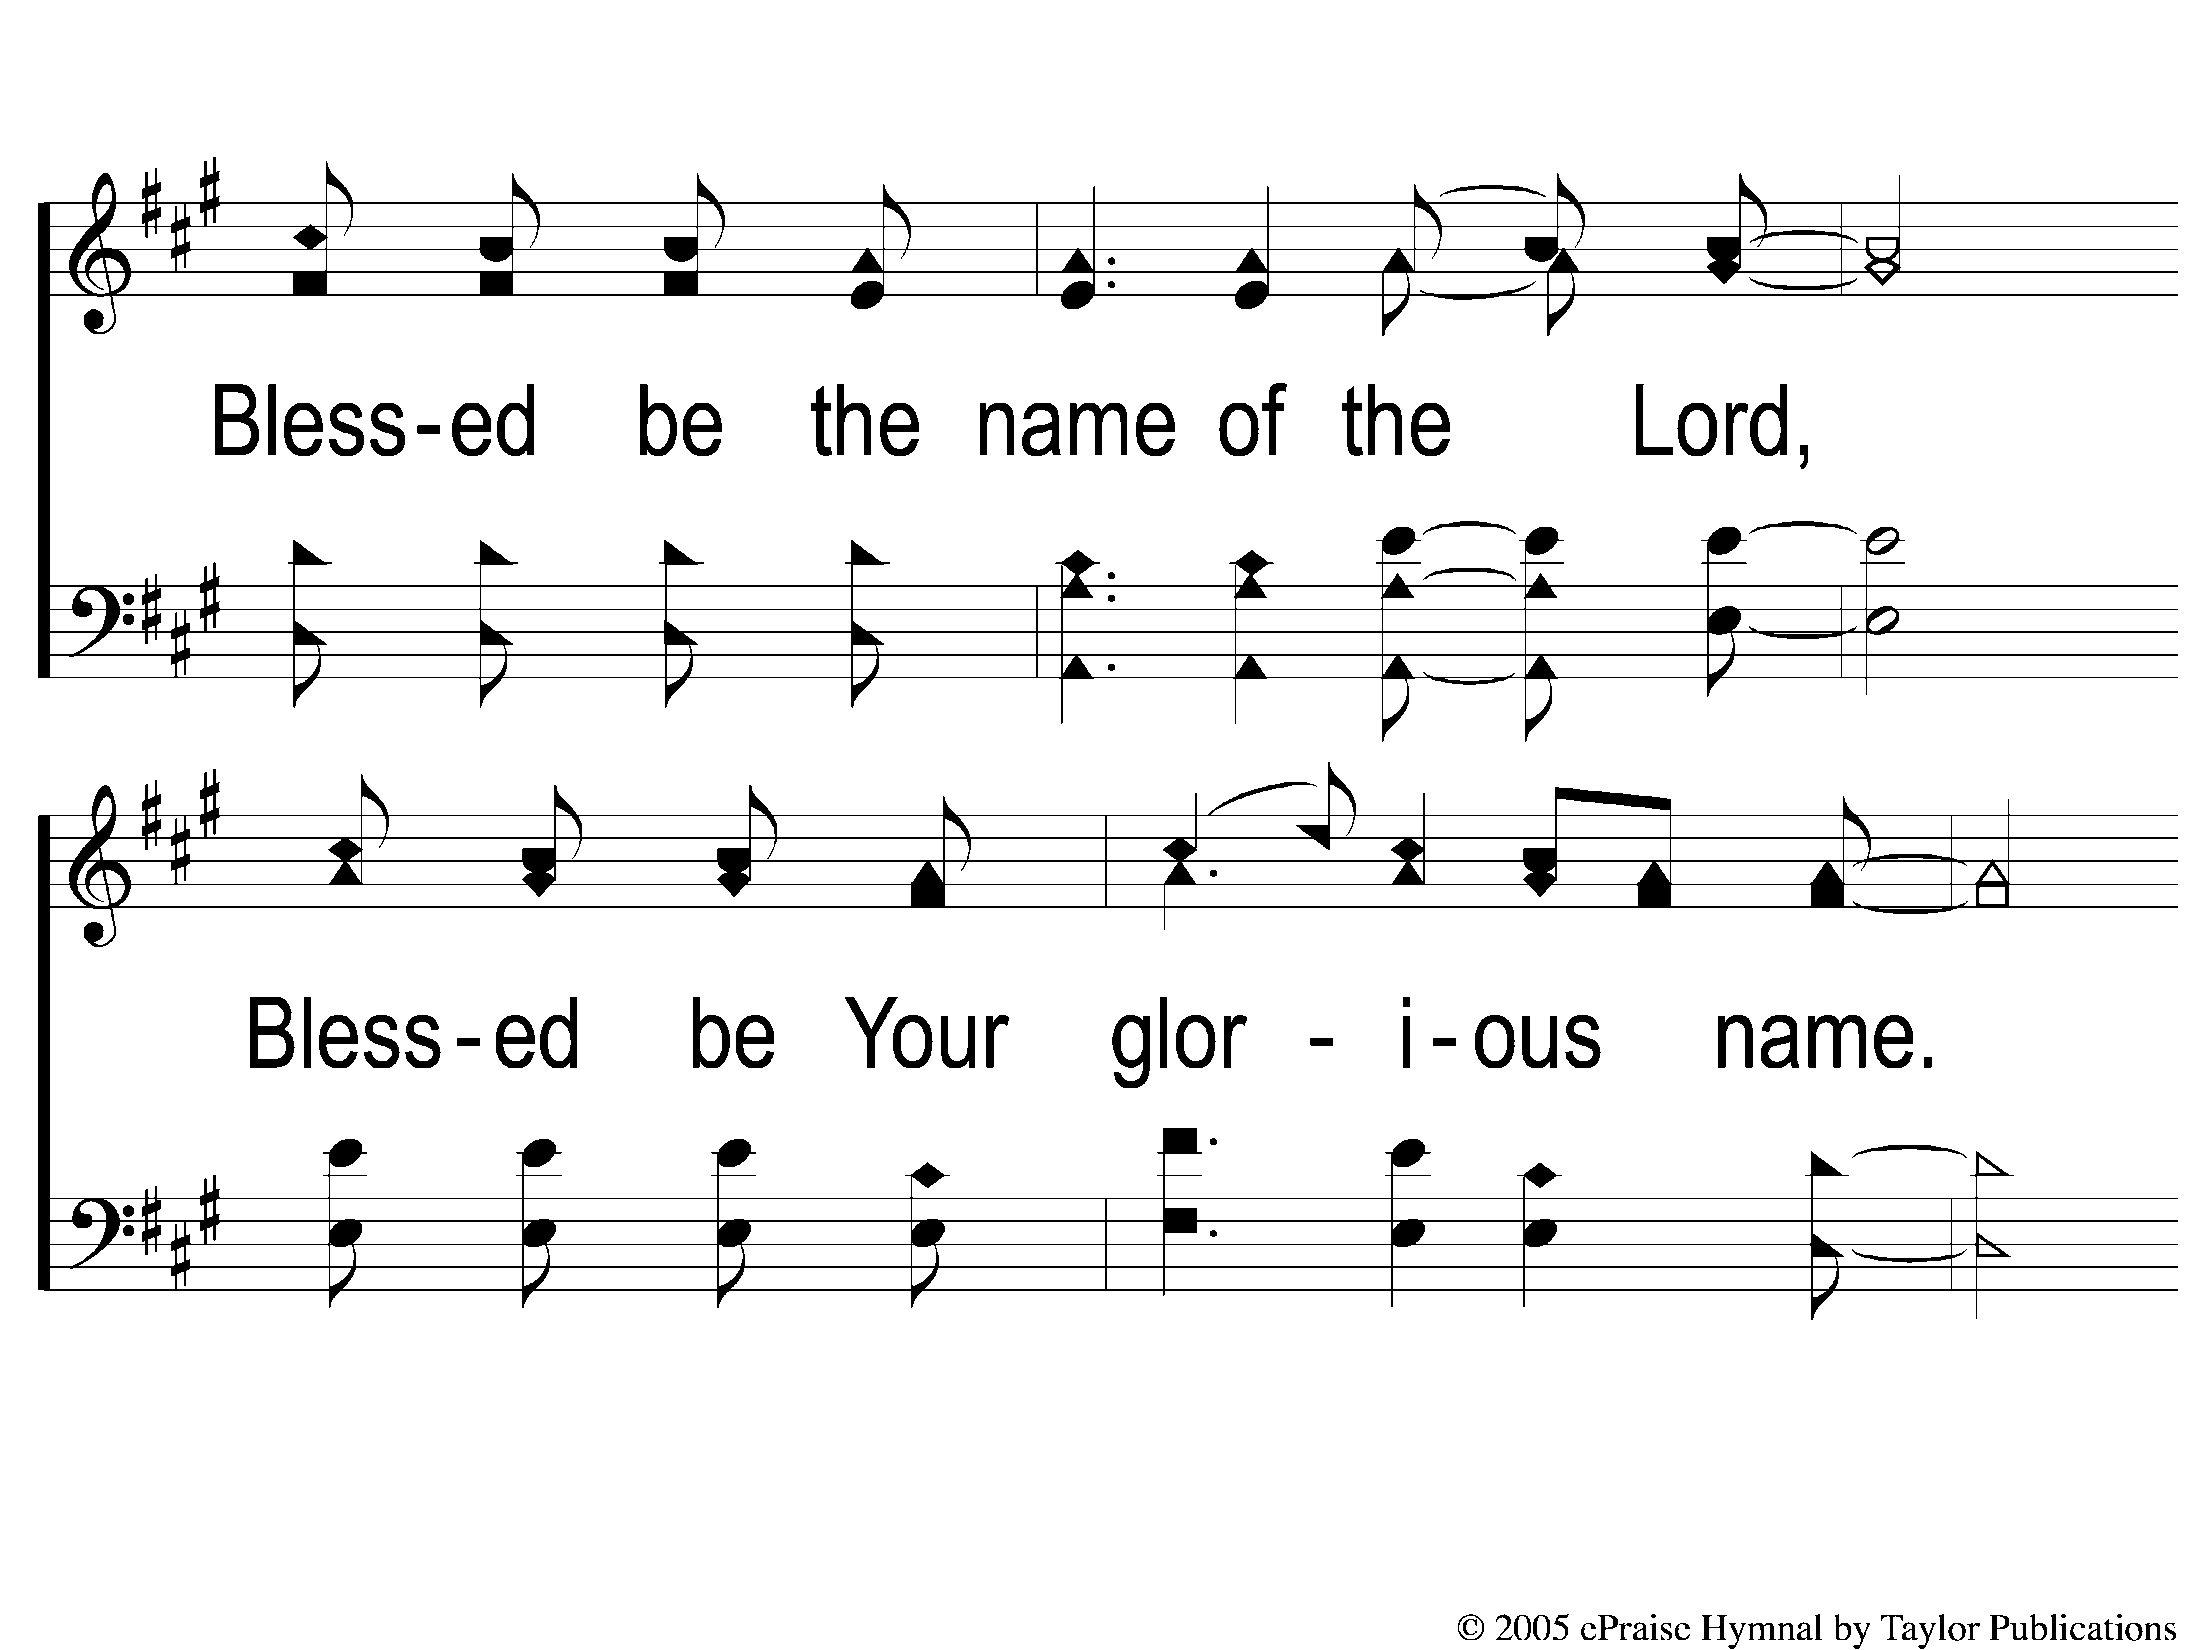 Bless-ed be the name of the Lord,
Bless-ed be Your glor - i-ous name.
© 2005 ePraise Hymnal by Taylor Publications